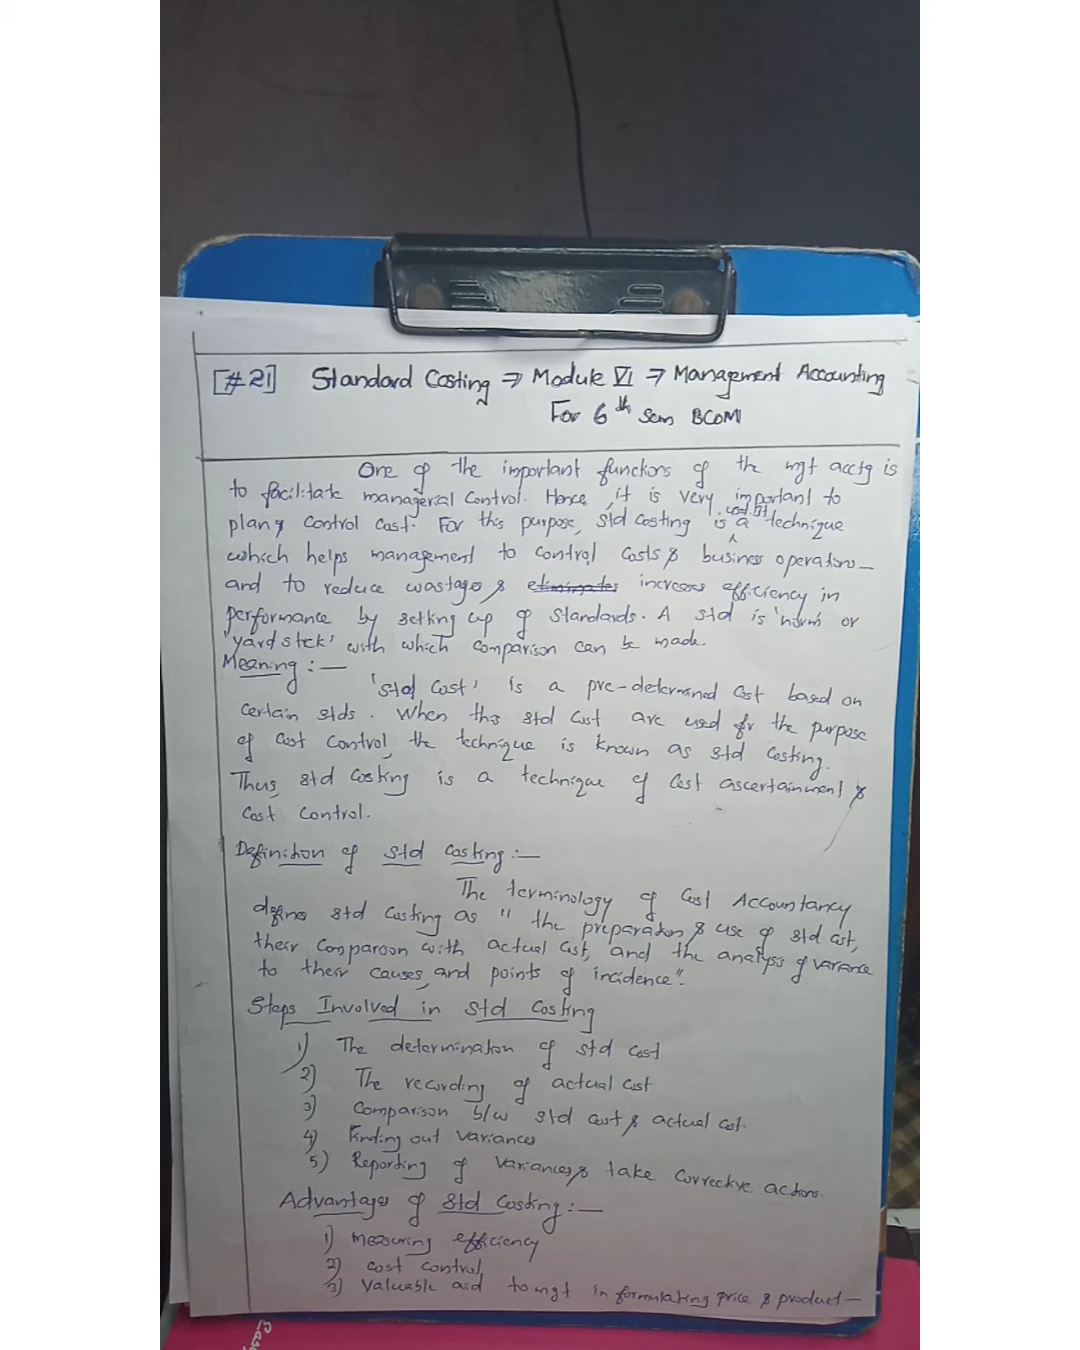 [#21] Standard Costing → Module VI → Management Accounting
For 6th Sem BCOM
One of the important functions of the mgt acctg is
to facilitate managerial Control. Hence, it is very important to
plan & Control Cost. For this purpose, std costing is a cost ctl technique
which helps management to control Costs & business operations
and to reduce wastages & eliminates increases efficiency in
performance by setting up of standards. A std is 'norm' or
'yard stck' with which comparison can be made.
Meaning :—
'std Cost' is a pre-determined Cost based on
Certain stds. When this std Cost are used for the purpose
of Cost Control, the technique is known as std Costing.
Thus, std Costing is a technique of Cost ascertainment &
Cost Control.
Definition of std Costing :—
The terminology of Cost Accountancy
defines std Costing as " the preparation & use of std cost,
their Comparson with actual Cost, and the analysis of variance
to their causes, and points of incidence".
Steps Involved in std Costing
1) The determination of std Cost
2) The recording of actual Cost
3) Comparison b/w std cost & actual cost.
4) Finding out variances
5) Reporting of variances & take Corrective actions.
Advantages of std Costing :—
1) measuring efficiency
2) Cost control
3) Valuable aid to mgt in formulating price & product —